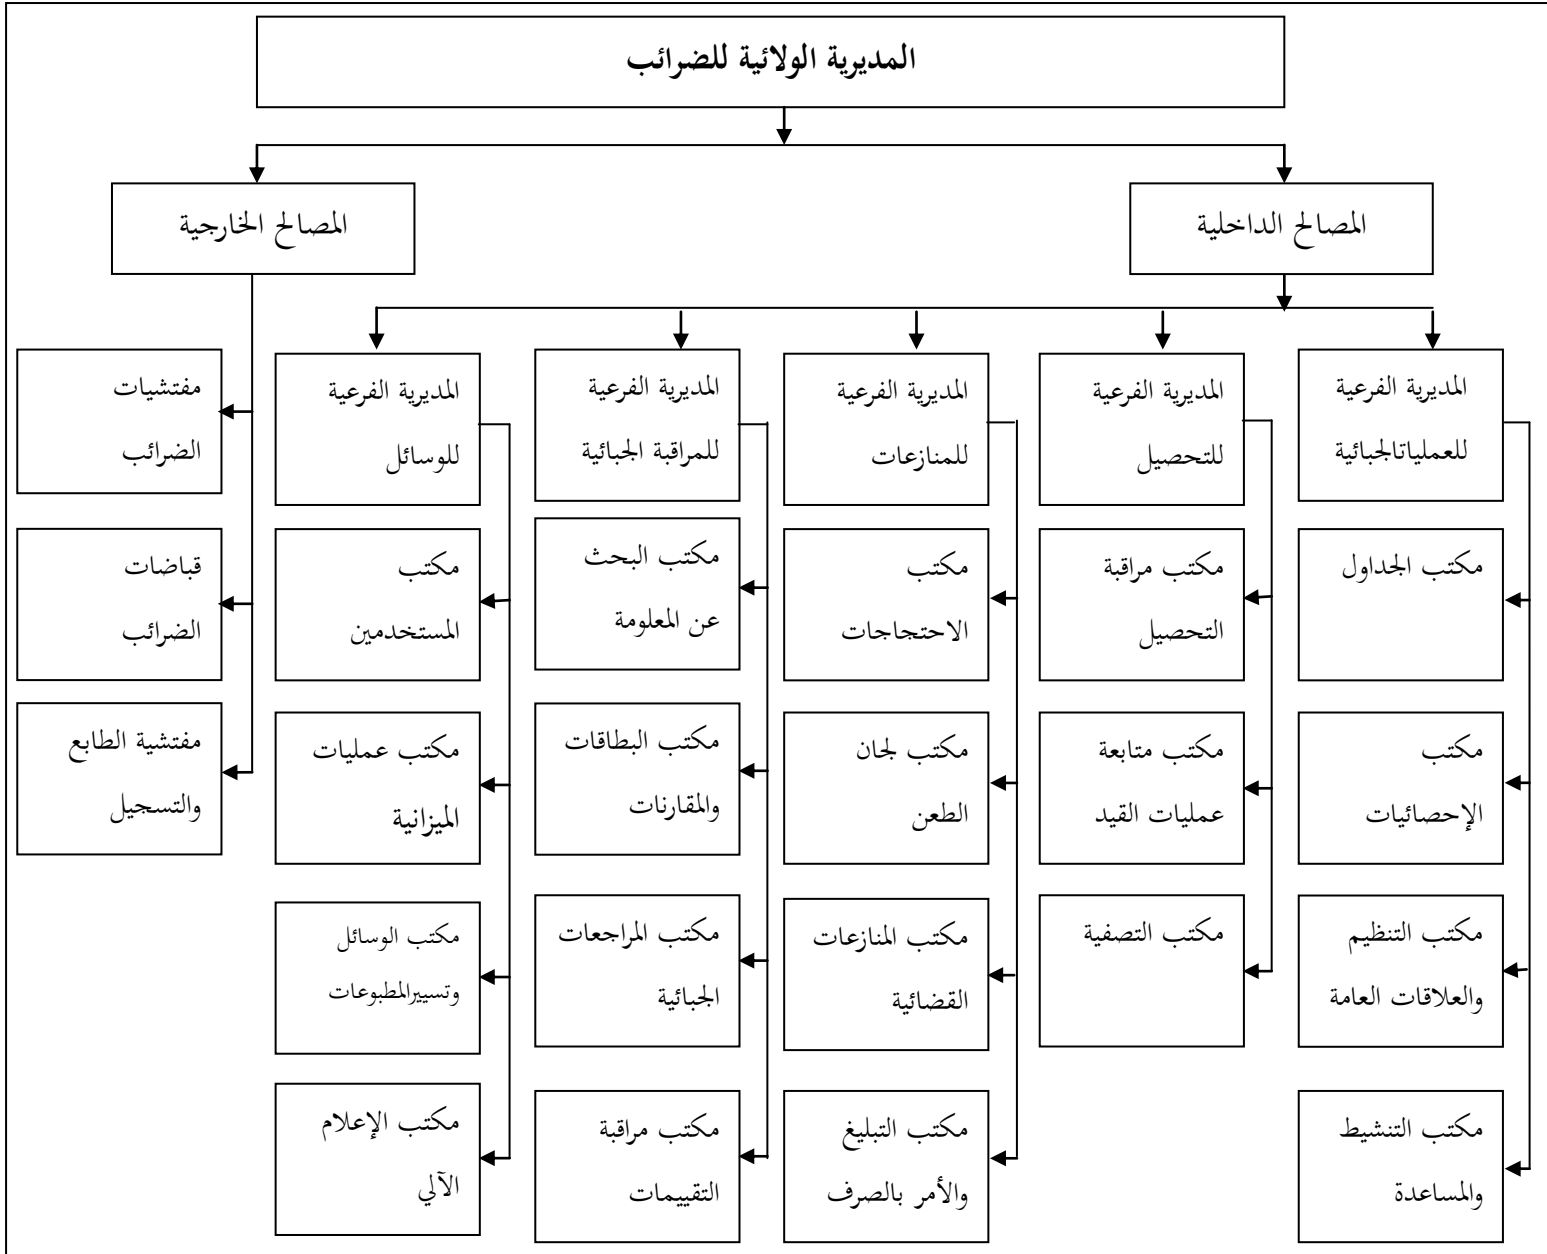 المديرية الولائية للضرائب
المصالح الداخلية
المصالح الخارجية
المديرية الفرعية
للعملياتالجبائية
مكتب الجداول
مكتب
الإحصائيات
مكتب التنظيم
والعلاقات العامة
مكتب التنشيط
والمساعدة
المديرية الفرعية
للتحصيل
مكتب مراقبة
التحصيل
مكتب متابعة
عمليات القيد
مكتب التصفية
المديرية الفرعية
للمنازعات
مكتب
الاحتجاجات
مكتب لجان
الطعن
مكتب المنازعات
القضائية
مكتب التبليغ
والأمر بالصرف
المديرية الفرعية
للمراقبة الجبائية
مكتب البحث
عن المعلومة
مكتب البطاقات
والمقارنات
مكتب المراجعات
الجبائية
مكتب مراقبة
التقييمات
المديرية الفرعية
للوسائل
مكتب
المستخدمين
مكتب عمليات
الميزانية
مكتب الوسائل
وتسييرالمطبوعات
مكتب الإعلام
الآلي
مفتشيات
الضرائب
قباضات
الضرائب
مفتشية الطابع
والتسجيل